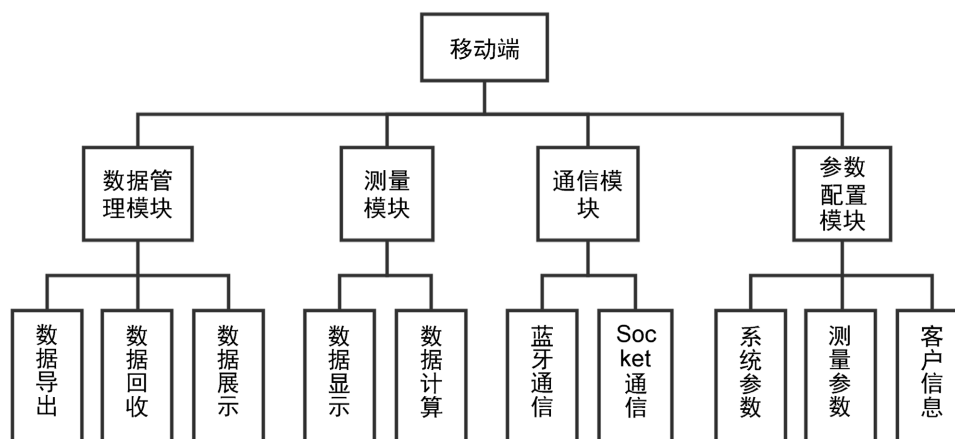 移动端
数据管
理模块
测量
模块
通信模
块
参数
配置
模块
数据导出
数据回收
数据展示
数据显示
数据计算
蓝牙通信
Soc
ket
通信
系统参数
测量参数
客户信息